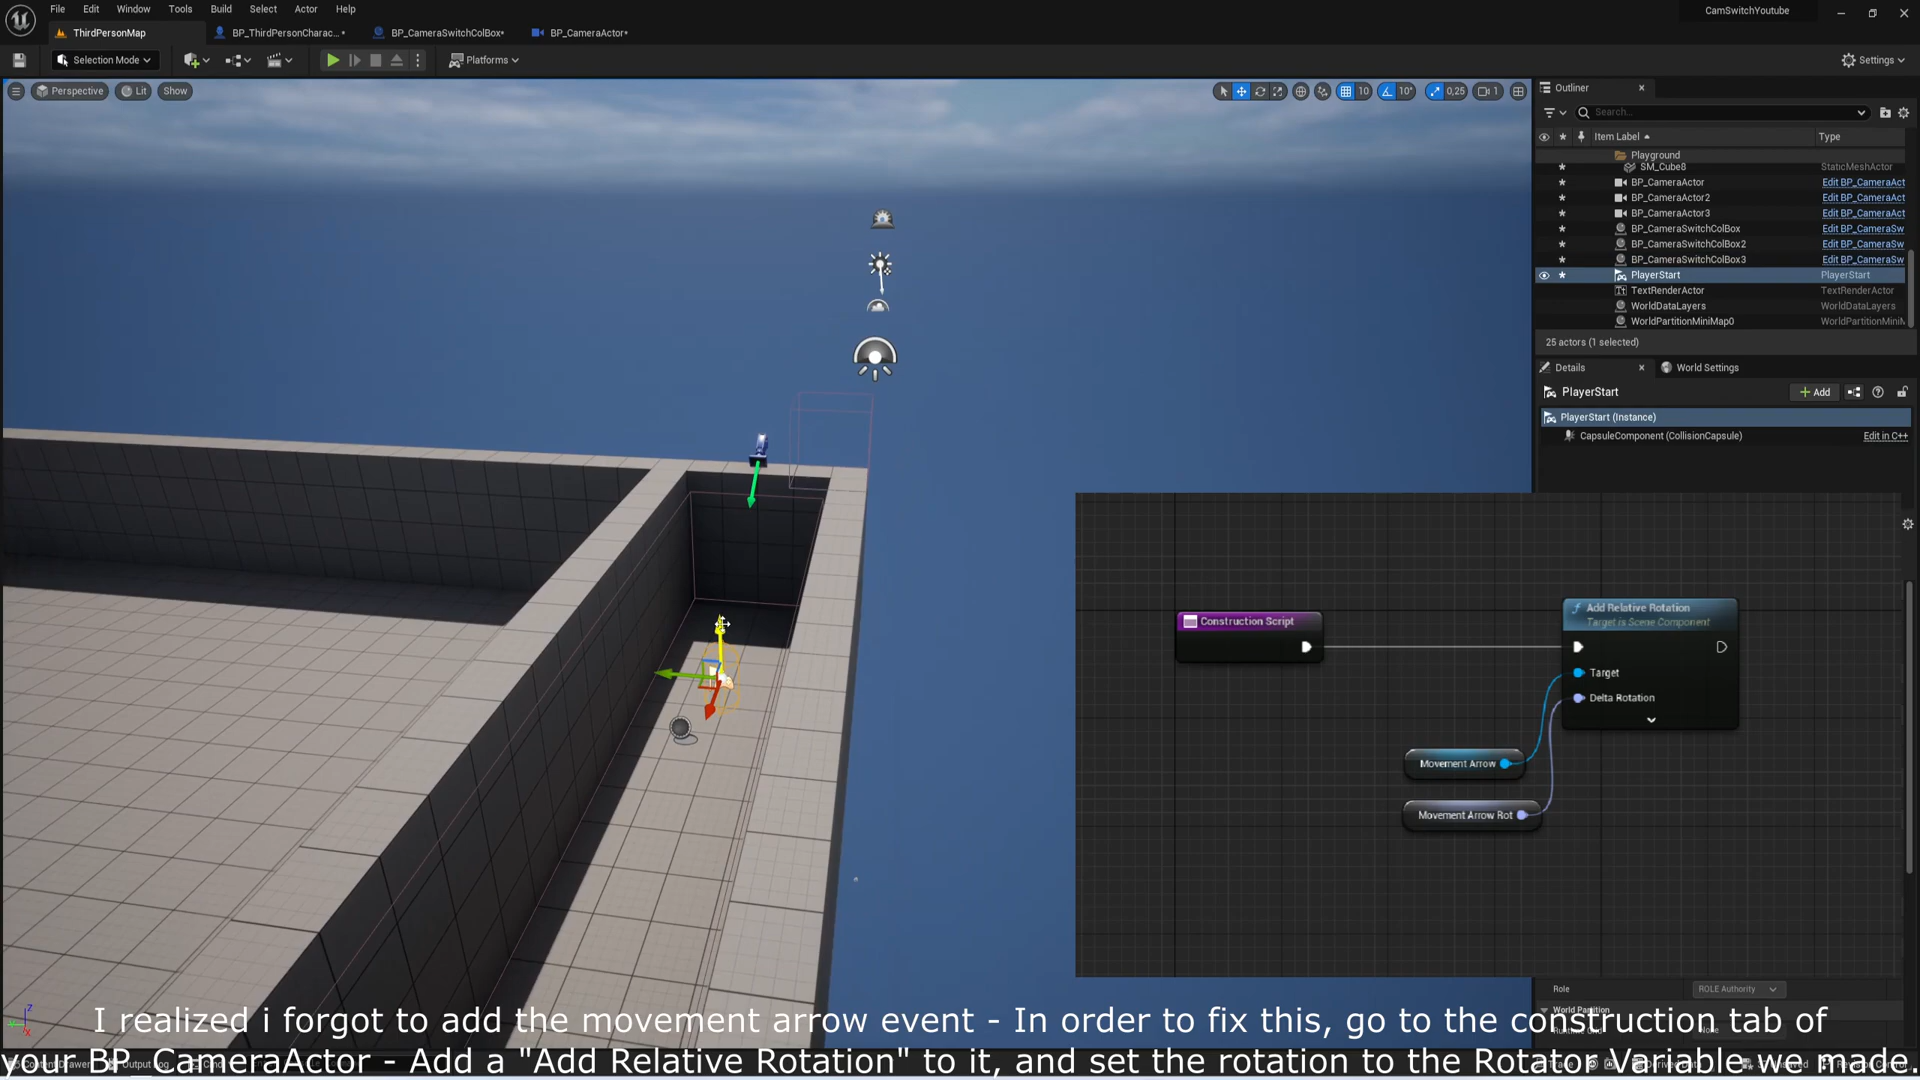 File Edit Window Tools Build Select Actor Help
CamSwitchYoutube
ThirdPersonMap
BP_ThirdPersonCharac...*
BP_CameraSwitchColBox*
BP_CameraActor*
Selection Mode
Platforms
Settings
Perspective
Lit
Show
10
10°
0,25
1
Outliner
Search...
Item Label
Type
Playground
SM_Cube8 StaticMeshActor
BP_CameraActor Edit BP_CameraAct
BP_CameraActor2 Edit BP_CameraAct
BP_CameraActor3 Edit BP_CameraAct
BP_CameraSwitchColBox Edit BP_CameraSw
BP_CameraSwitchColBox2 Edit BP_CameraSw
BP_CameraSwitchColBox3 Edit BP_CameraSw
PlayerStart PlayerStart
TextRenderActor TextRenderActor
WorldDataLayers WorldDataLayers
WorldPartitionMiniMap0 WorldPartitionMiniM
25 actors (1 selected)
Details
World Settings
PlayerStart
Add
PlayerStart (Instance)
CapsuleComponent (CollisionCapsule) Edit in C++
Construction Script
Add Relative Rotation
Target is Scene Component
Target
Delta Rotation
Movement Arrow
Movement Arrow Rot
Role ROLE Authority
World Partition
I realized i forgot to add the movement arrow event - In order to fix this, go to the construction tab of
your BP_CameraActor - Add a "Add Relative Rotation" to it, and set the rotation to the Rotator Variable we made.